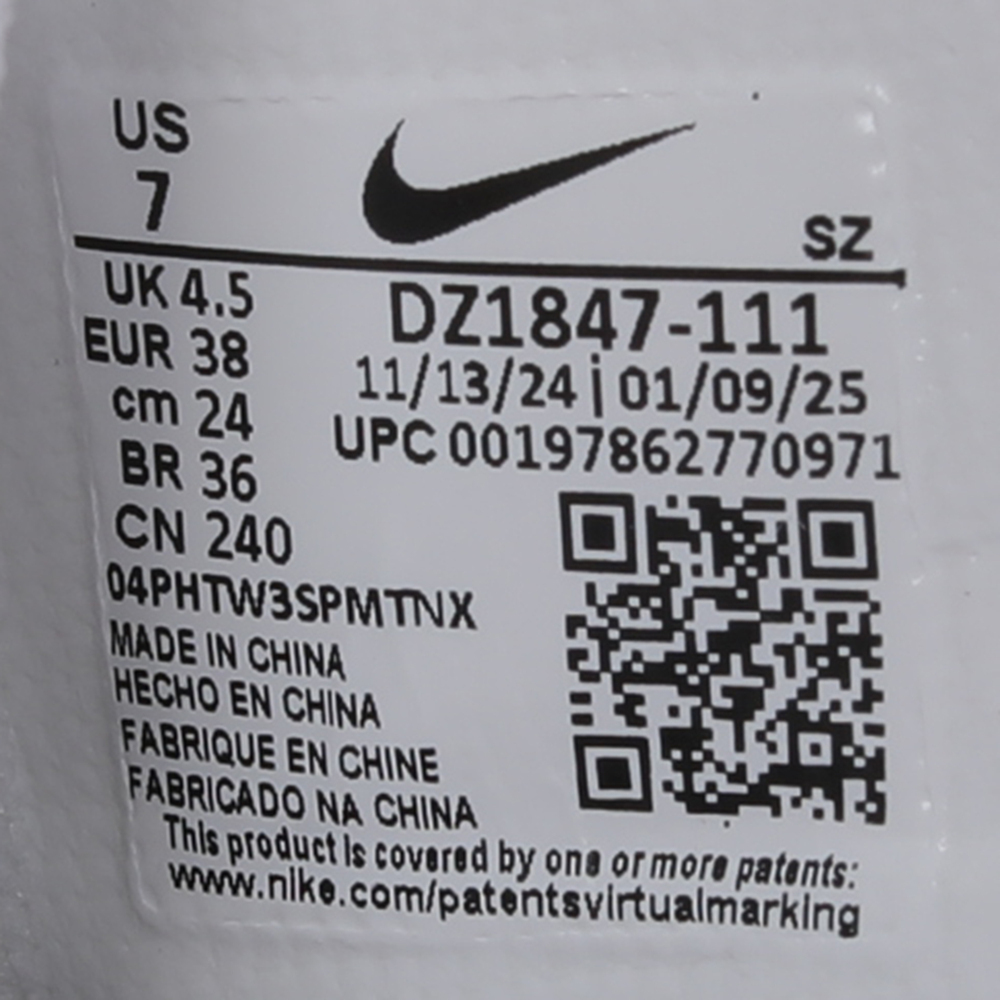 US
7
SZ
UK 4.5
EUR 38
cm 24
BR 36
CN 240
DZ1847-111
11/13/24 | 01/09/25
UPC 001978627709​71
04PHTW3SPMTNX
MADE IN CHINA
HECHO EN CHINA
FABRIQUE EN CHINE
FABRICADO NA CHINA
This product is covered by one or more patents:
www.nike.com/patentsvirtualmarking